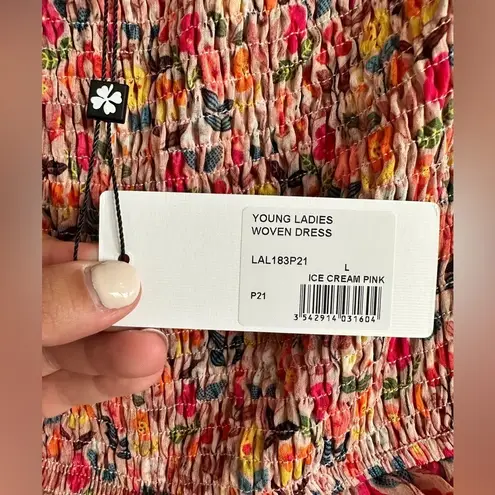 YOUNG LADIES
WOVEN DRESS
LAL183P21
L
ICE CREAM PINK
P21
3 542914 031604